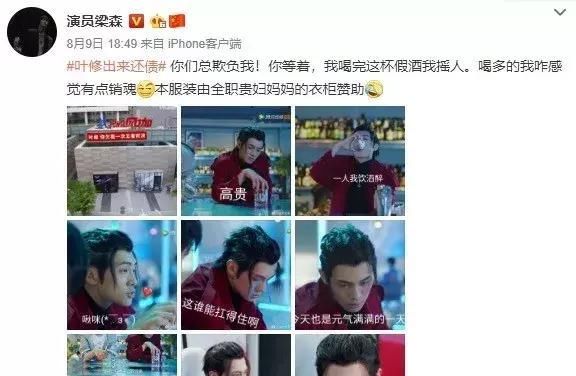 演员梁森
8月9日 18:49 来自 iPhone客户端
#叶修出来还债# 你们总欺负我！你等着，我喝完这杯假酒我摇人。喝多的我咋感
觉有点销魂 本服装由全职贵妇妈妈的衣柜赞助
高贵
一人我饮酒醉
啾咪(*╯3╰)
这谁能扛得住啊
今天也是元气满满的一天